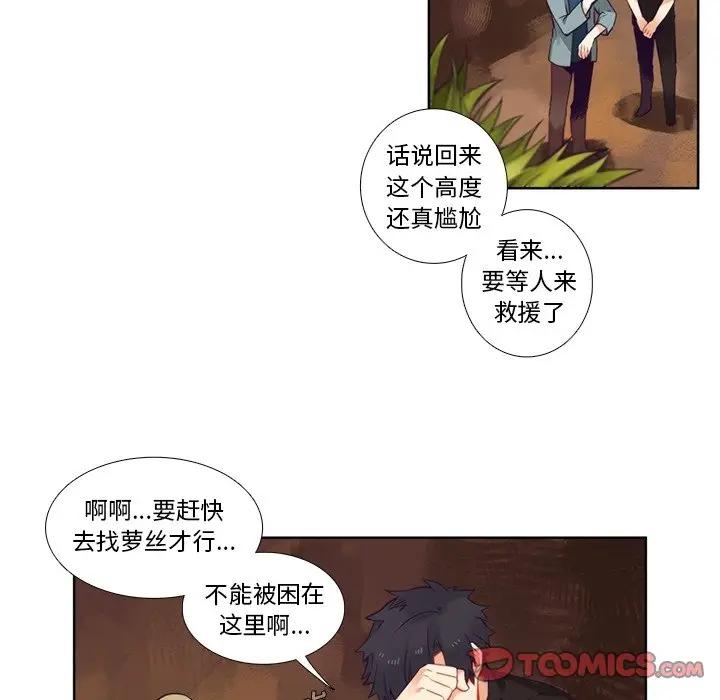 话说回来
这个高度
还真尴尬
看来...
要等人来
救援了
啊啊...要赶快
去找萝丝才行...
不能被困在
这里啊...
TOOMICS.COM